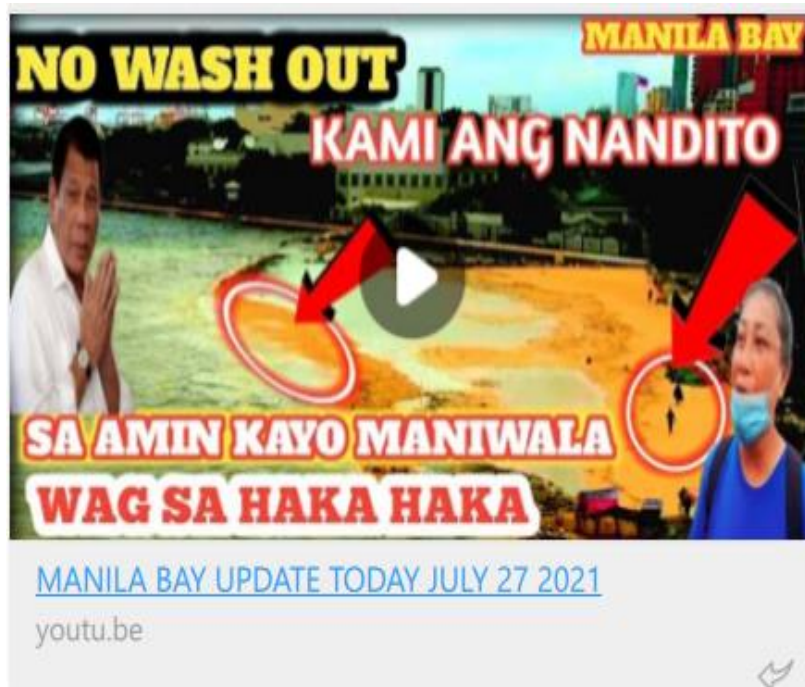 NO WASH OUT
MANILA BAY
KAMI ANG NANDITO
SA AMIN KAYO MANIWALA
WAG SA HAKA HAKA
MANILA BAY UPDATE TODAY JULY 27 2021
youtu.be